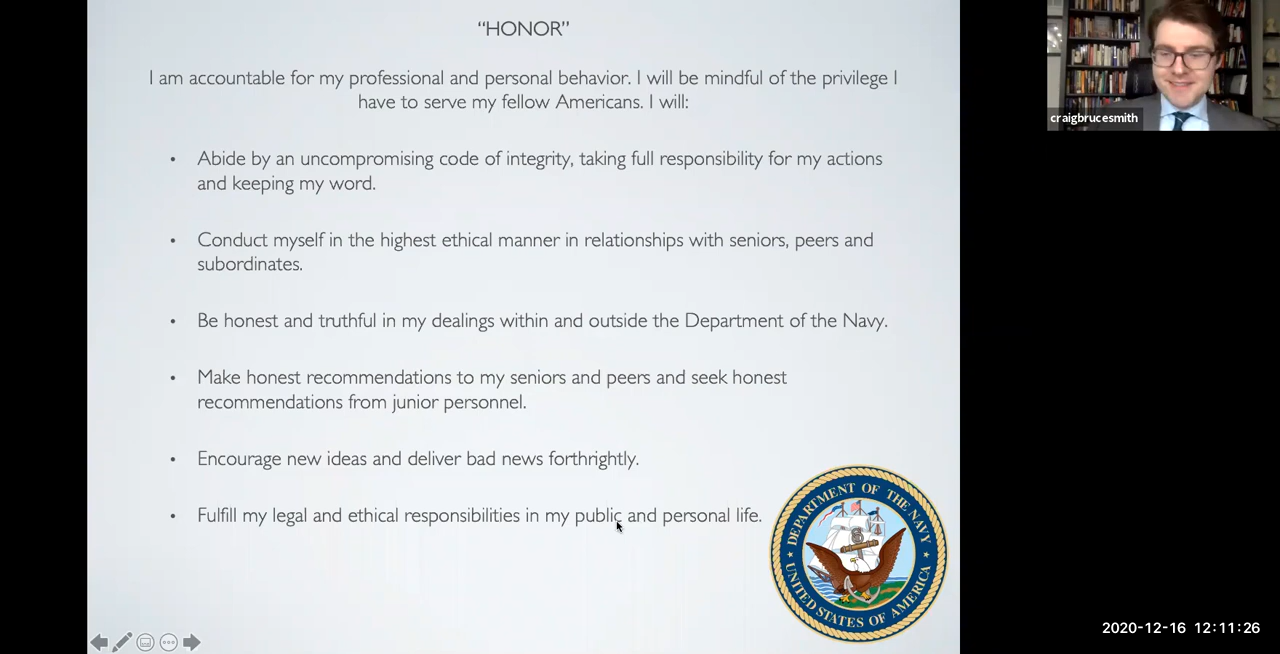 “HONOR”
I am accountable for my professional and personal behavior. I will be mindful of the privilege I
have to serve my fellow Americans. I will:
• Abide by an uncompromising code of integrity, taking full responsibility for my actions
and keeping my word.
• Conduct myself in the highest ethical manner in relationships with seniors, peers and
subordinates.
• Be honest and truthful in my dealings within and outside the Department of the Navy.
• Make honest recommendations to my seniors and peers and seek honest
recommendations from junior personnel.
• Encourage new ideas and deliver bad news forthrightly.
• Fulfill my legal and ethical responsibilities in my public and personal life.
DEPARTMENT OF THE NAVY
UNITED STATES OF AMERICA
craigbrucesmith
2020-12-16 12:11:26